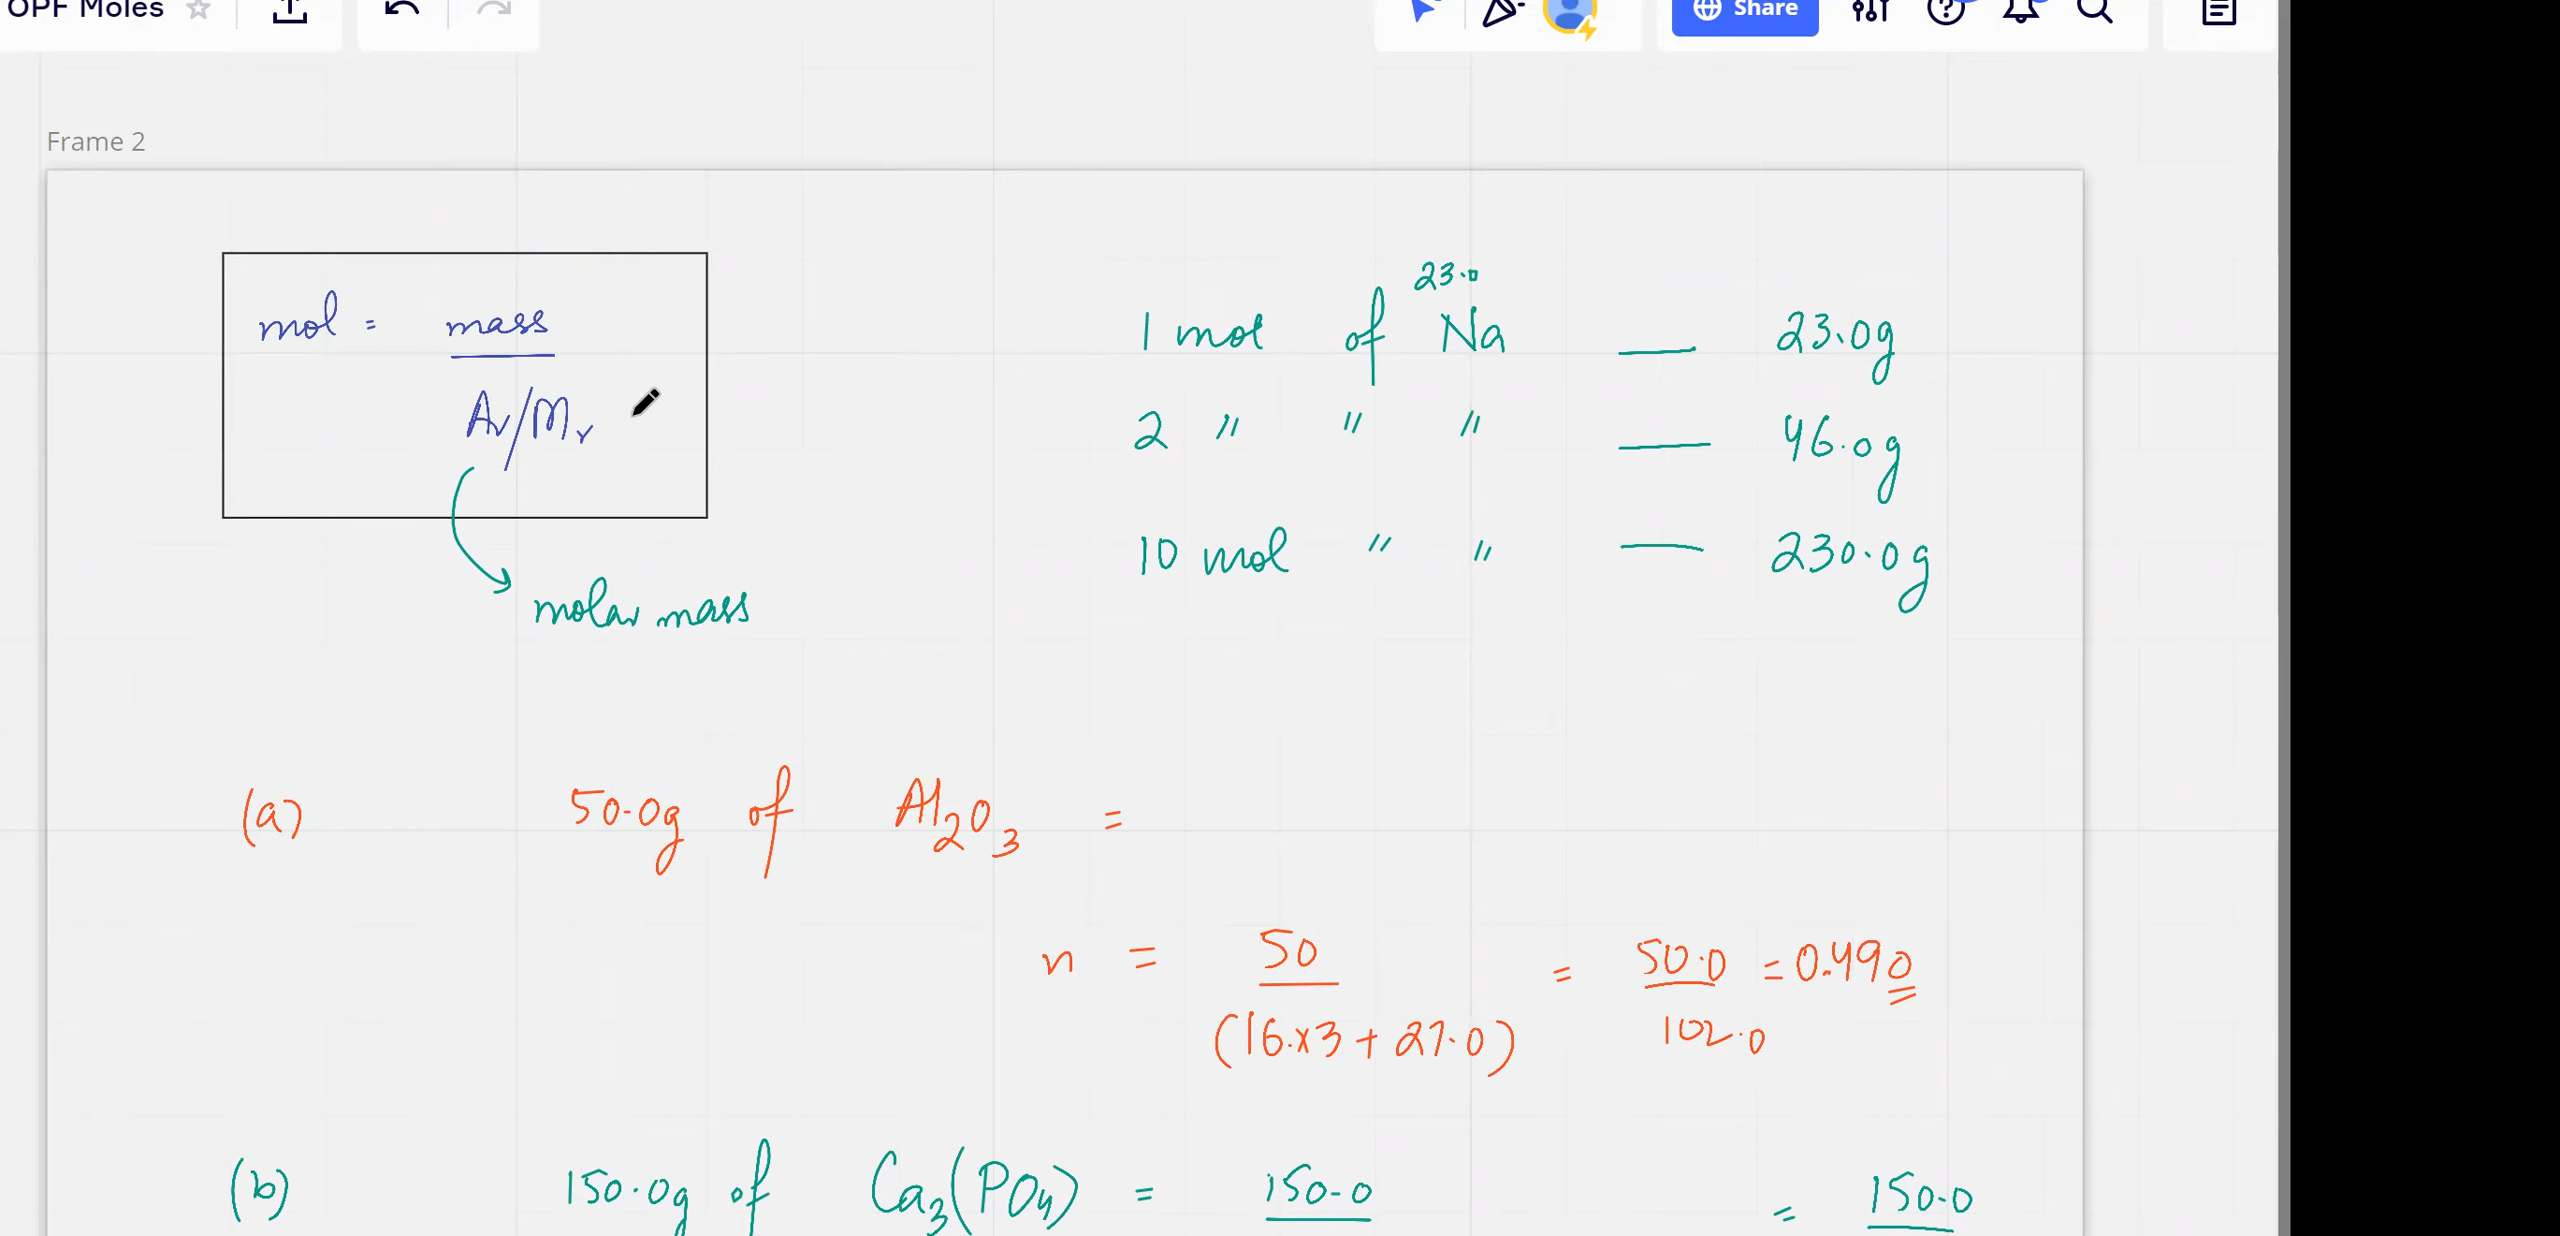 OPF Moles
Share
Frame 2
mol = mass
Ar/Mr
molar mass
23.0
1 mol of Na — 23.0g
2 " " " — 46.0g
10 mol " " — 230.0g
(a) 50.0g of Al₂O₃ =
n = 50 = 50.0 = 0.490
(16.x3 + 27.0) 102.0
(b) 150.0g of Ca₃(PO₄) = 150.0 = 150.0